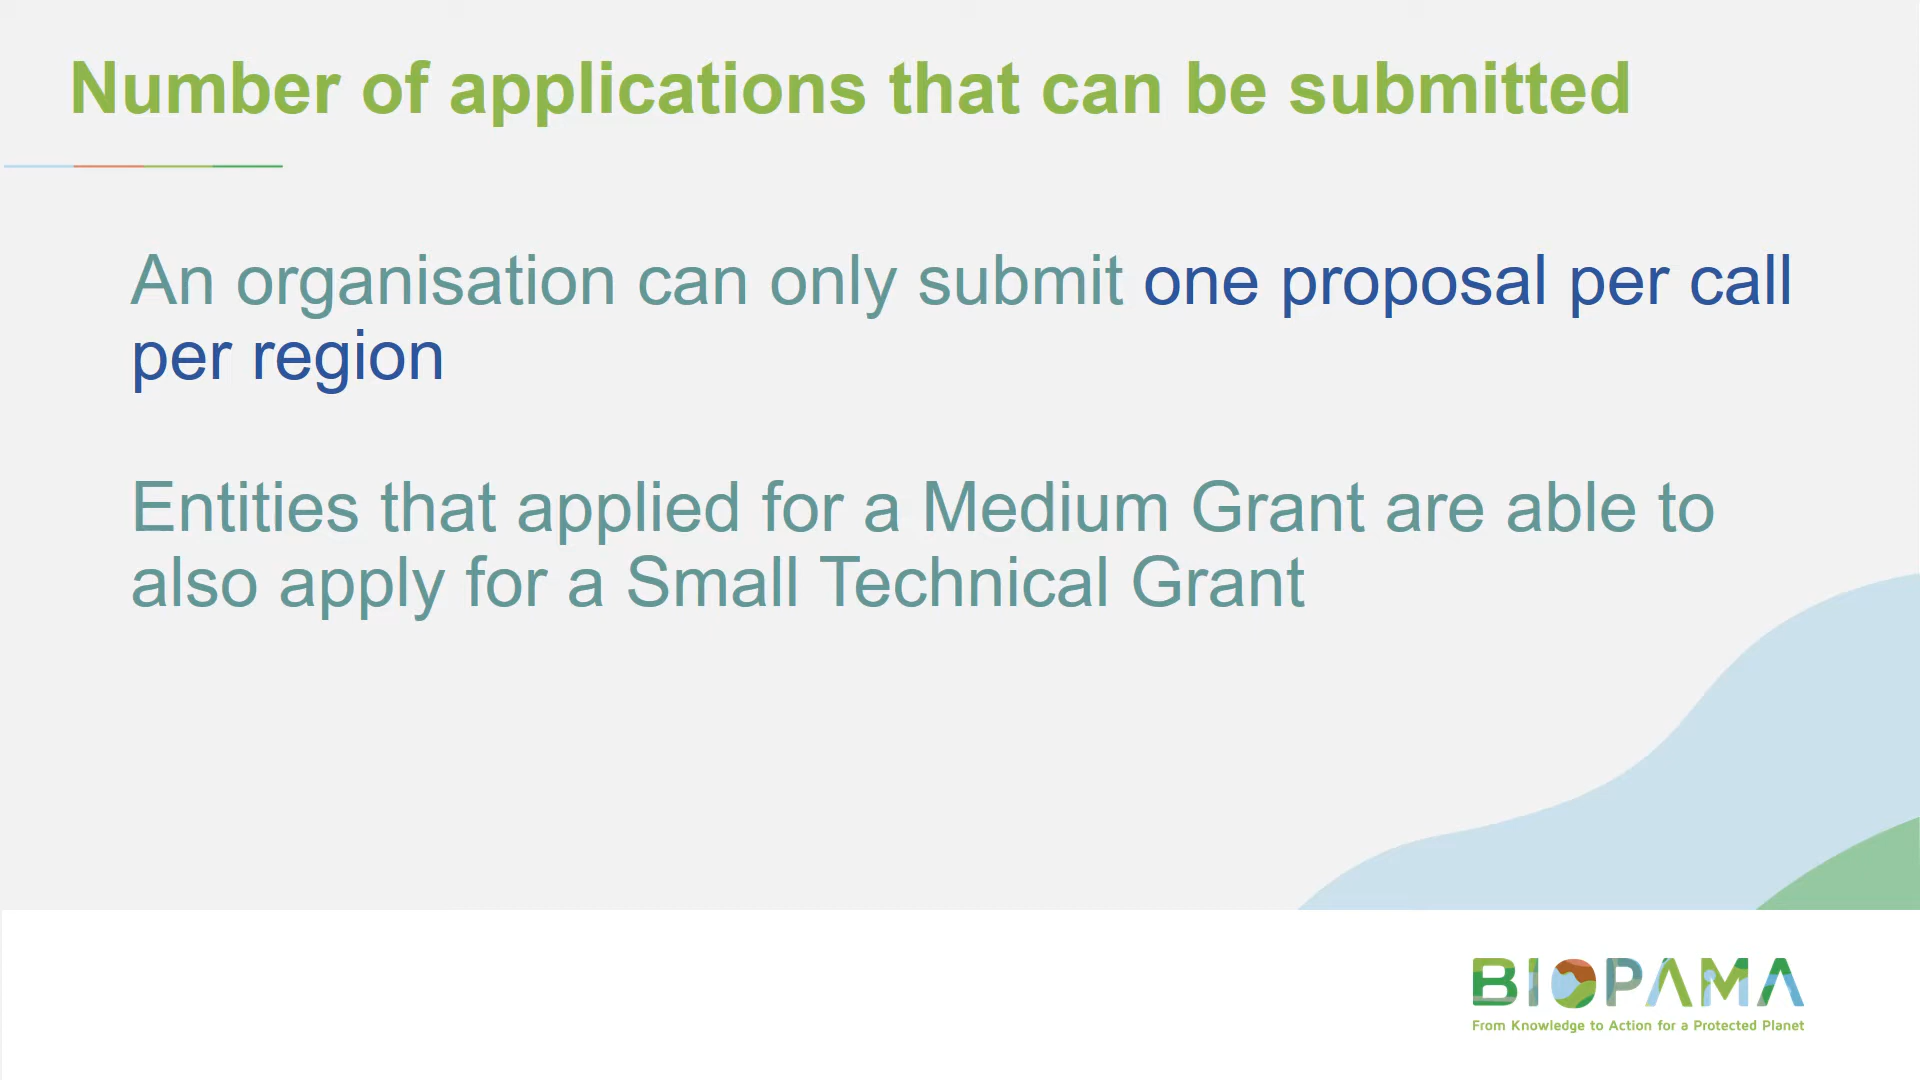 Number of applications that can be submitted
An organisation can only submit one proposal per call
per region
Entities that applied for a Medium Grant are able to
also apply for a Small Technical Grant
BIOPAMA
From Knowledge to Action for a Protected Planet